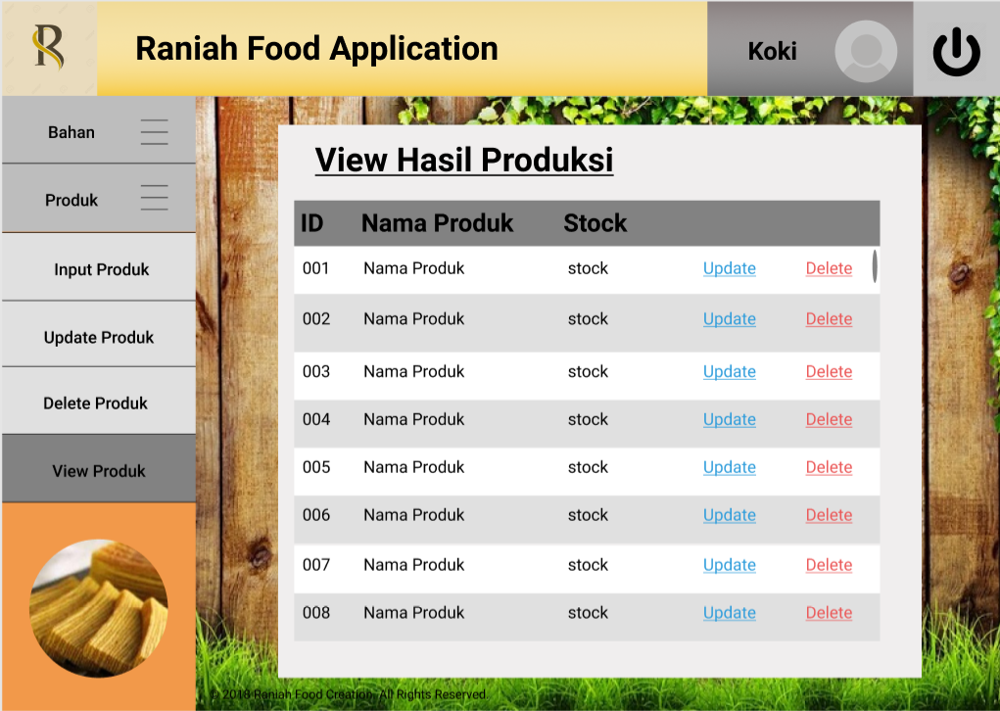 R
Raniah Food Application
Koki
Bahan
Produk
Input Produk
Update Produk
Delete Produk
View Produk
View Hasil Produksi
ID Nama Produk Stock
001 Nama Produk stock Update Delete
002 Nama Produk stock Update Delete
003 Nama Produk stock Update Delete
004 Nama Produk stock Update Delete
005 Nama Produk stock Update Delete
006 Nama Produk stock Update Delete
007 Nama Produk stock Update Delete
008 Nama Produk stock Update Delete
© 2018 Raniah Food Creation. All Rights Reserved.